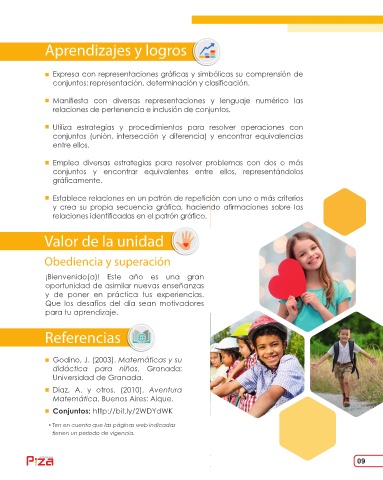 Aprendizajes y logros
Expresa con representaciones gráficas y simbólicas su comprensión de
conjuntos: representación, determinación y clasificación.
Manifiesta con diversas representaciones y lenguaje numérico las
relaciones de pertenencia e inclusión de conjuntos.
Utiliza estrategias y procedimientos para resolver operaciones con
conjuntos (unión, intersección y diferencia) y encontrar equivalencias
entre ellos.
Emplea diversas estrategias para resolver problemas con dos o más
conjuntos y encontrar equivalentes entre ellos, representándolos
gráficamente.
Establece relaciones en un patrón de repetición con uno o más criterios
y crea su propia secuencia gráfica, haciendo afirmaciones sobre las
relaciones identificadas en el patrón gráfico.
Valor de la unidad
Obediencia y superación
¡Bienvenido(a)! Este año es una gran
oportunidad de asimilar nuevas enseñanzas
y de poner en práctica tus experiencias.
Que los desafíos del día sean motivadores
para tu aprendizaje.
Referencias
Godino, J. (2003). Matemáticas y su
didáctica para niños, Granada:
Universidad de Granada.
Díaz, A. y otros. (2010). Aventura
Matemática, Buenos Aires: Aique.
Conjuntos: http://bit.ly/2WDYdWK
• Ten en cuenta que las páginas web indicadas
tienen un periodo de vigencia.
P:za
09